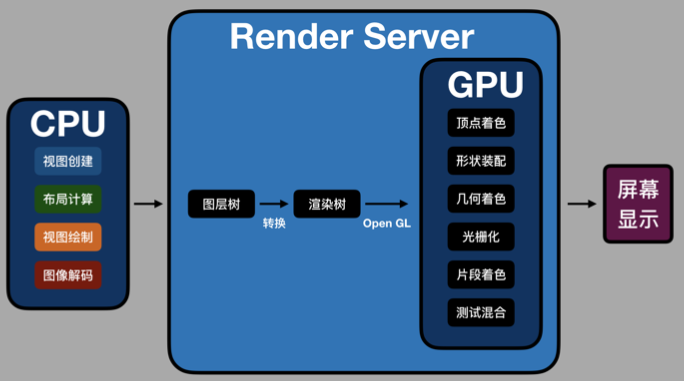 Render Server
CPU
视图创建
布局计算
视图绘制
图像解码
图层树
转换
渲染树
Open GL
GPU
顶点着色
形状装配
几何着色
光栅化
片段着色
测试混合
屏幕
显示